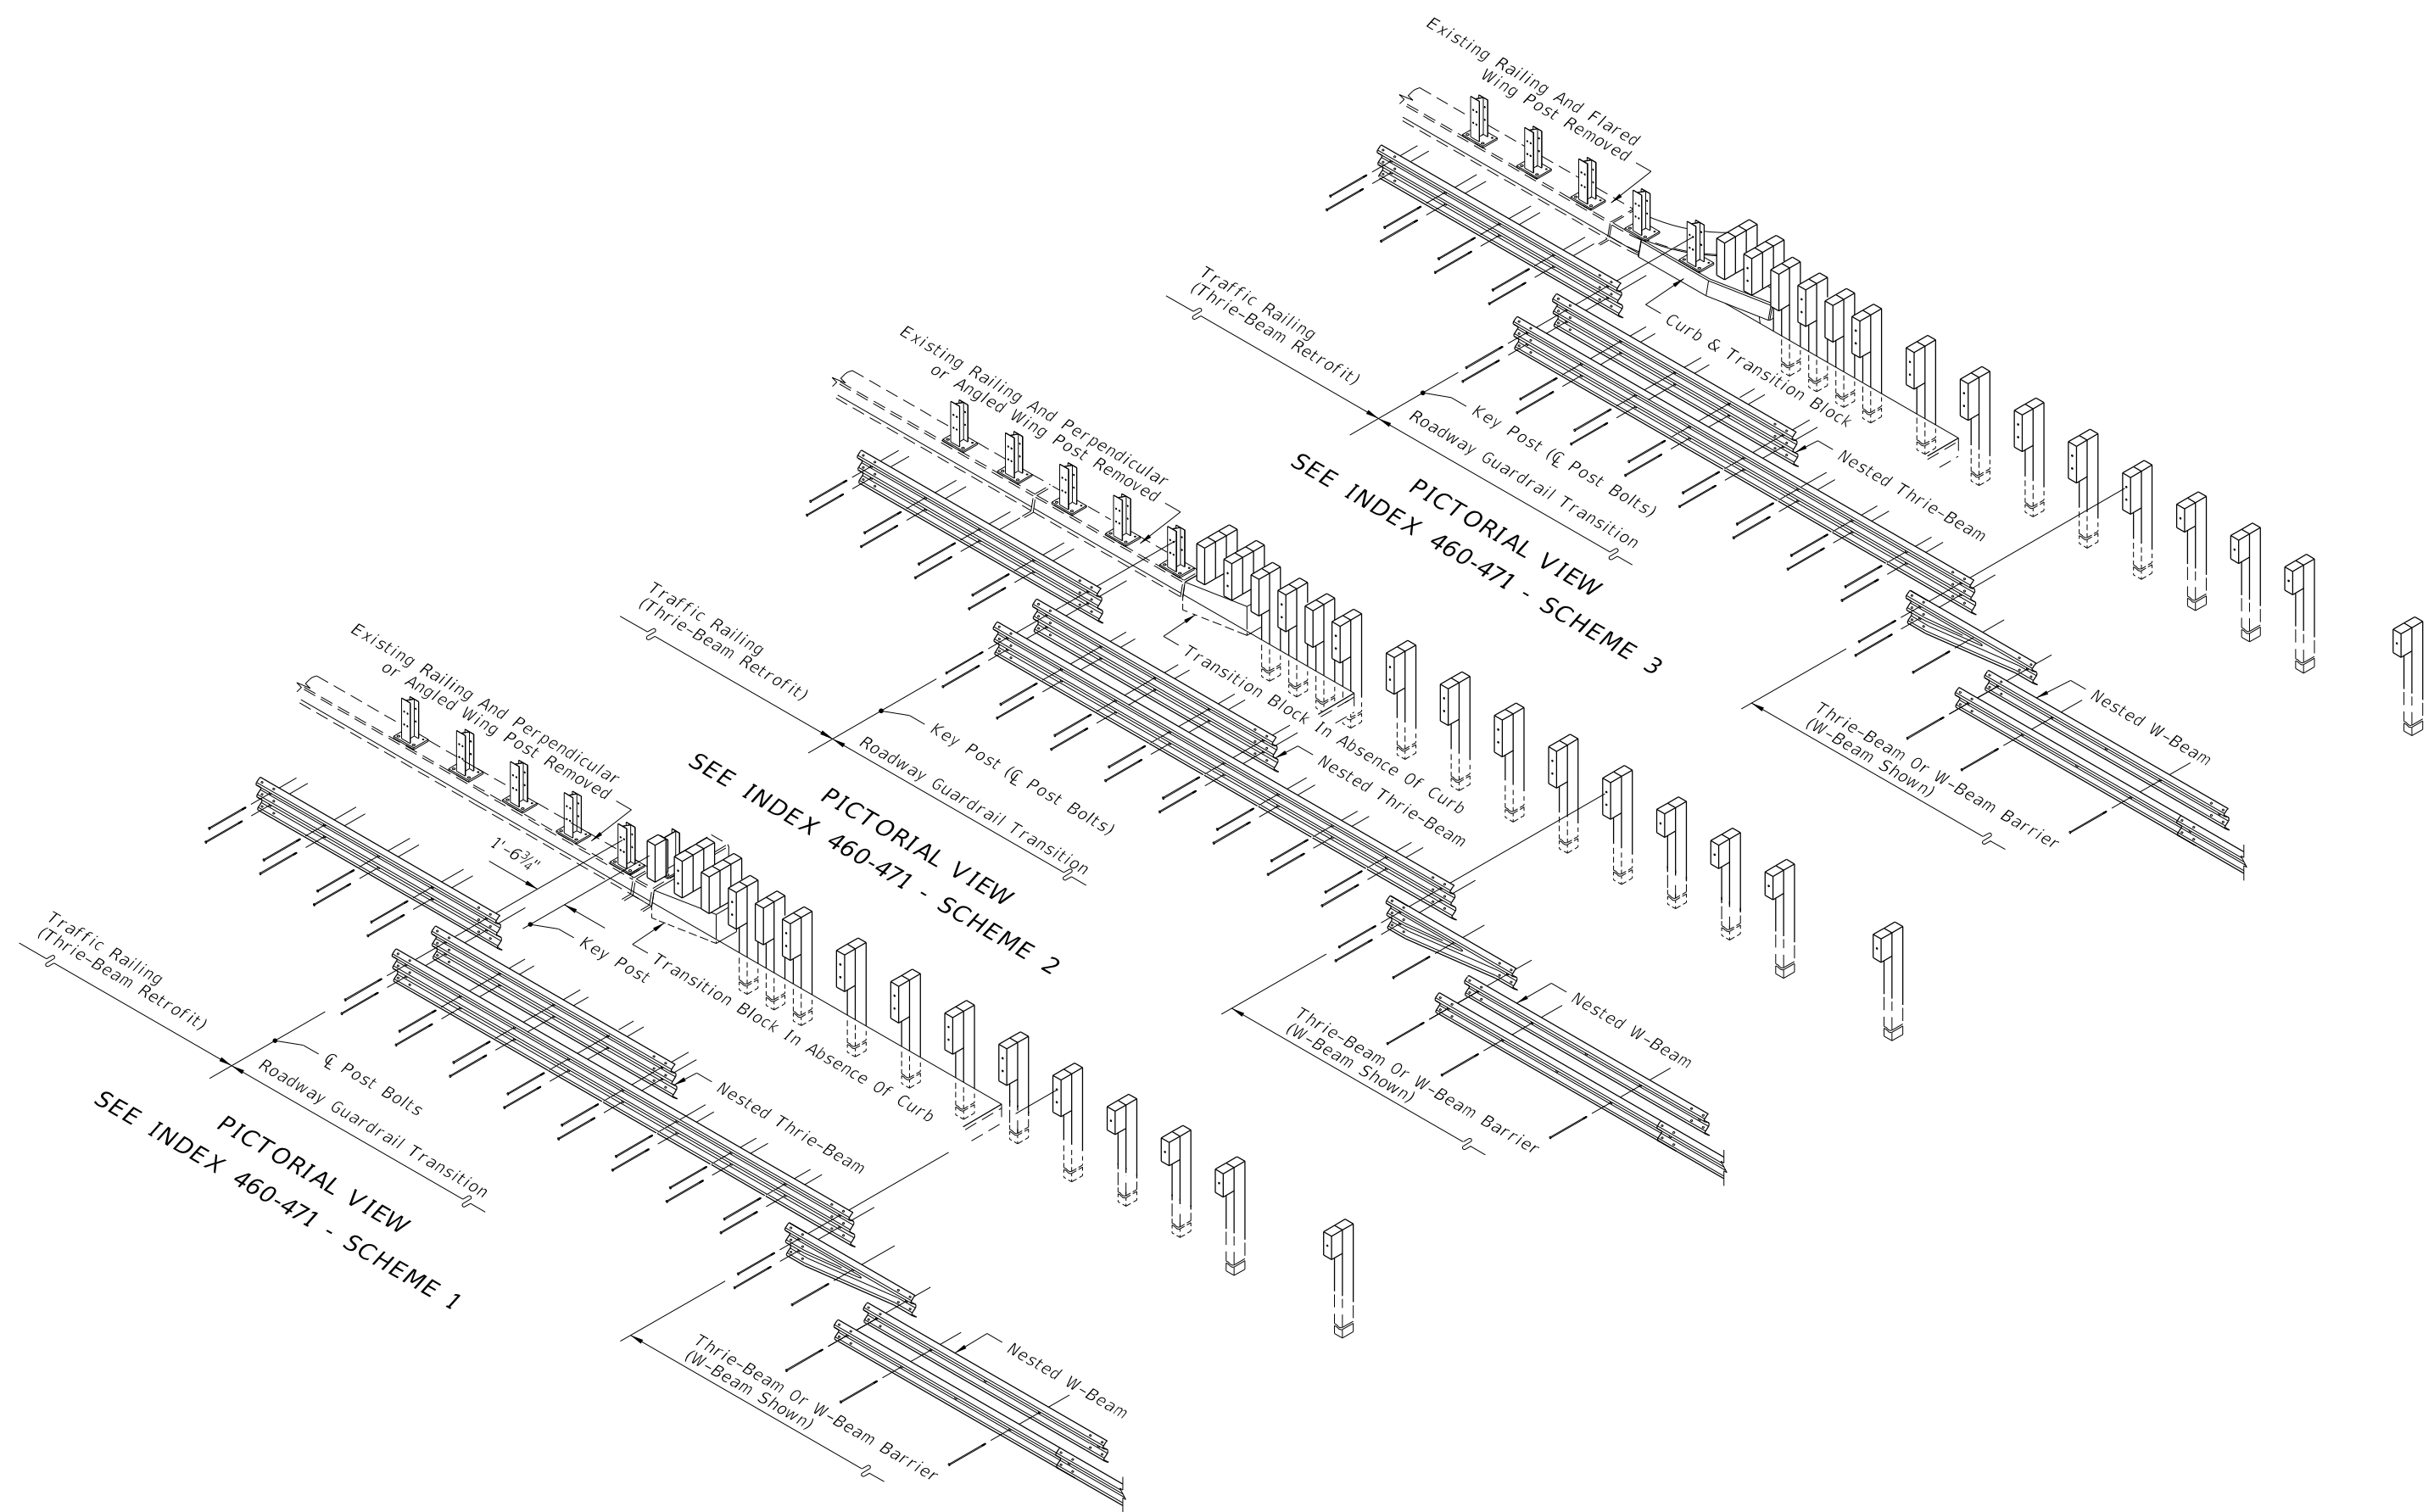 Existing Railing And Flared
Wing Post Removed
Traffic Railing
(Thrie-Beam Retrofit)
Curb & Transition Block
Key Post (℄ Post Bolts)
Roadway Guardrail Transition
Nested Thrie-Beam
PICTORIAL VIEW
SEE INDEX 460-471 - SCHEME 3
Nested W-Beam
Thrie-Beam Or W-Beam Barrier
(W-Beam Shown)
Existing Railing And Perpendicular
or Angled Wing Post Removed
Traffic Railing
(Thrie-Beam Retrofit)
Transition Block In Absence Of Curb
Key Post (℄ Post Bolts)
Roadway Guardrail Transition
Nested Thrie-Beam
PICTORIAL VIEW
SEE INDEX 460-471 - SCHEME 2
Nested W-Beam
Thrie-Beam Or W-Beam Barrier
(W-Beam Shown)
Existing Railing And Perpendicular
or Angled Wing Post Removed
1'-6¾"
Traffic Railing
(Thrie-Beam Retrofit)
Key Post
Transition Block In Absence Of Curb
℄ Post Bolts
Roadway Guardrail Transition
Nested Thrie-Beam
PICTORIAL VIEW
SEE INDEX 460-471 - SCHEME 1
Nested W-Beam
Thrie-Beam Or W-Beam Barrier
(W-Beam Shown)